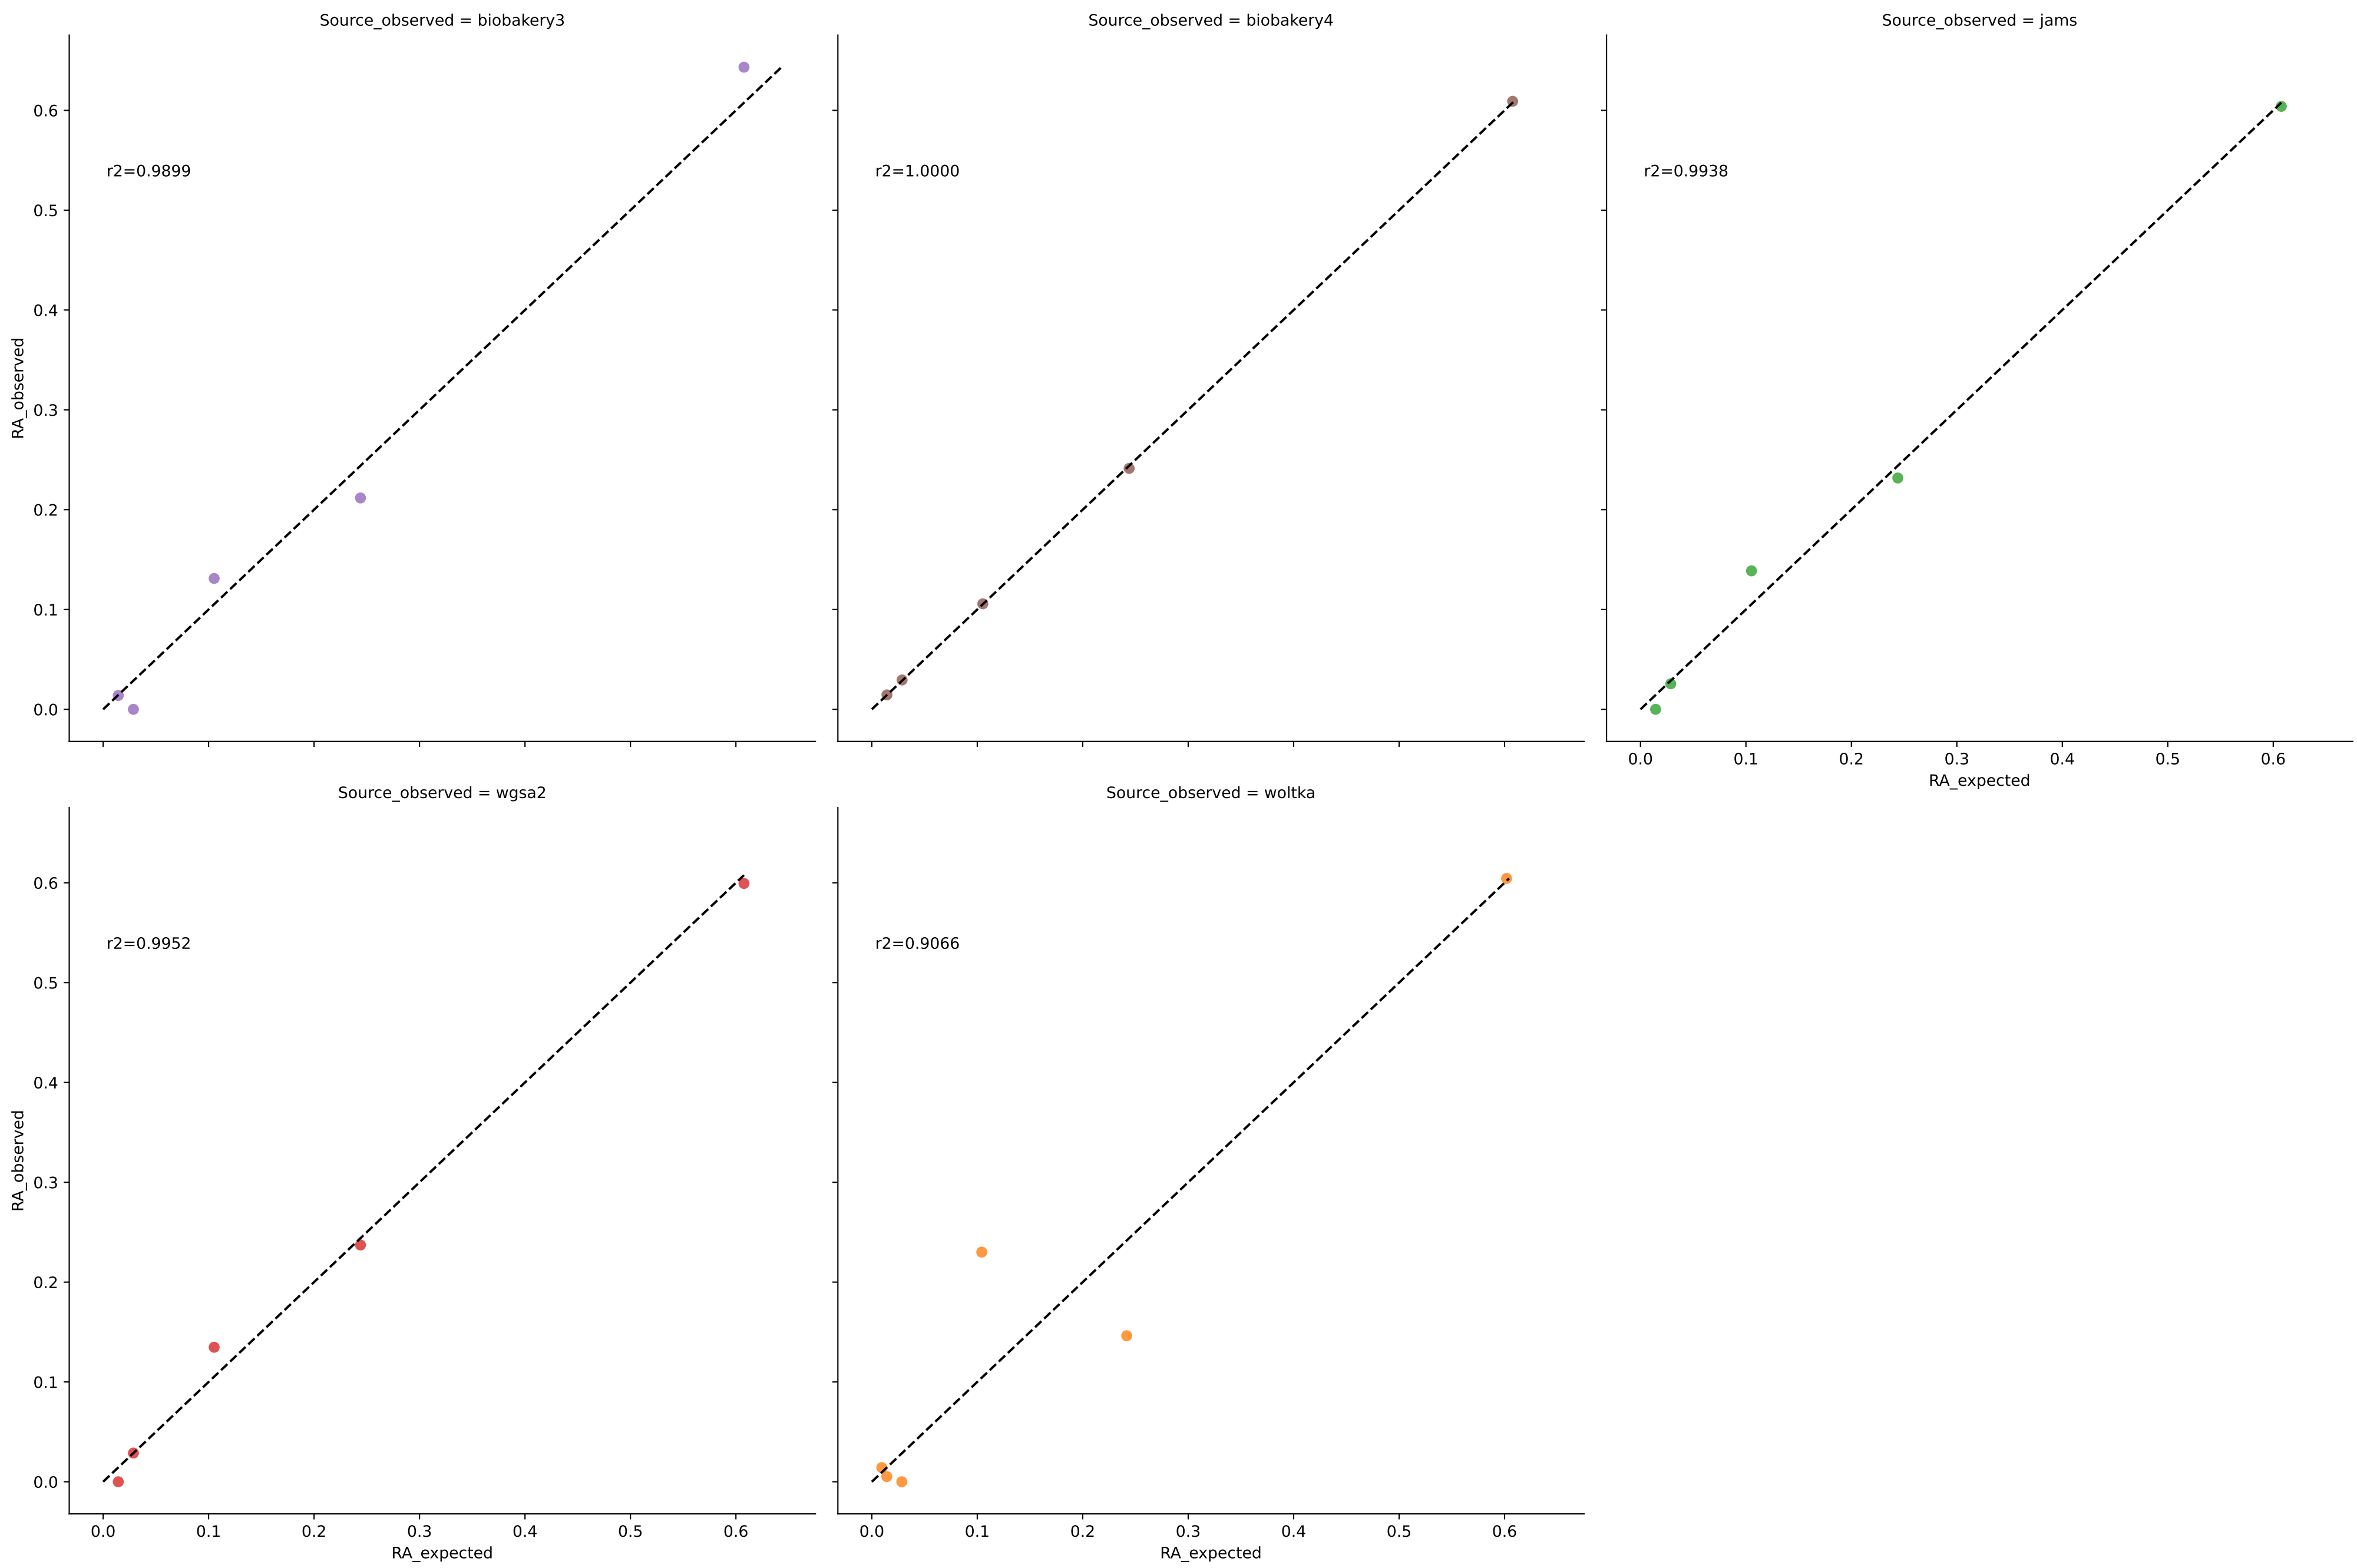 Source_observed = biobakery3
Source_observed = biobakery4
Source_observed = jams
RA_observed
0.6
0.5
0.4
0.3
0.2
0.1
0.0
r2=0.9899
r2=1.0000
r2=0.9938
0.0 0.1 0.2 0.3 0.4 0.5 0.6
RA_expected
Source_observed = wgsa2
Source_observed = woltka
RA_observed
0.6
0.5
0.4
0.3
0.2
0.1
0.0
r2=0.9952
r2=0.9066
0.0 0.1 0.2 0.3 0.4 0.5 0.6
RA_expected
0.0 0.1 0.2 0.3 0.4 0.5 0.6
RA_expected